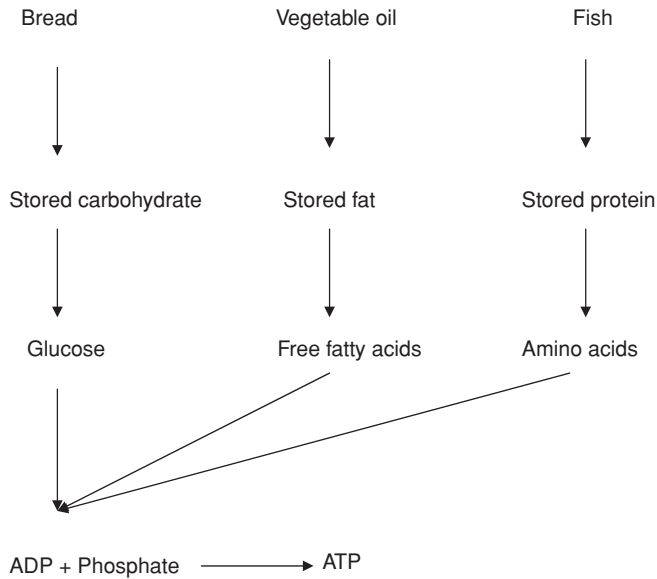 Bread Vegetable oil Fish
Stored carbohydrate Stored fat Stored protein
Glucose Free fatty acids Amino acids
ADP + Phosphate ATP